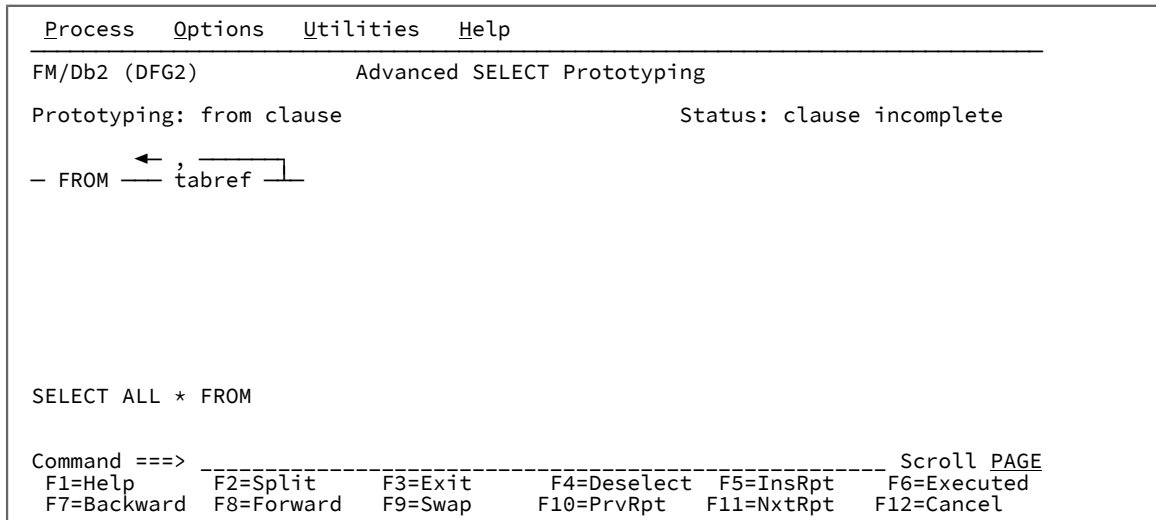 Process Options Utilities Help
FM/Db2 (DFG2) Advanced SELECT Prototyping
Prototyping: from clause Status: clause incomplete
,
FROM tabref
SELECT ALL * FROM
Command ===> _____________________________________________________ Scroll PAGE
F1=Help F2=Split F3=Exit F4=Deselect F5=InsRpt F6=Executed
F7=Backward F8=Forward F9=Swap F10=PrvRpt F11=NxtRpt F12=Cancel